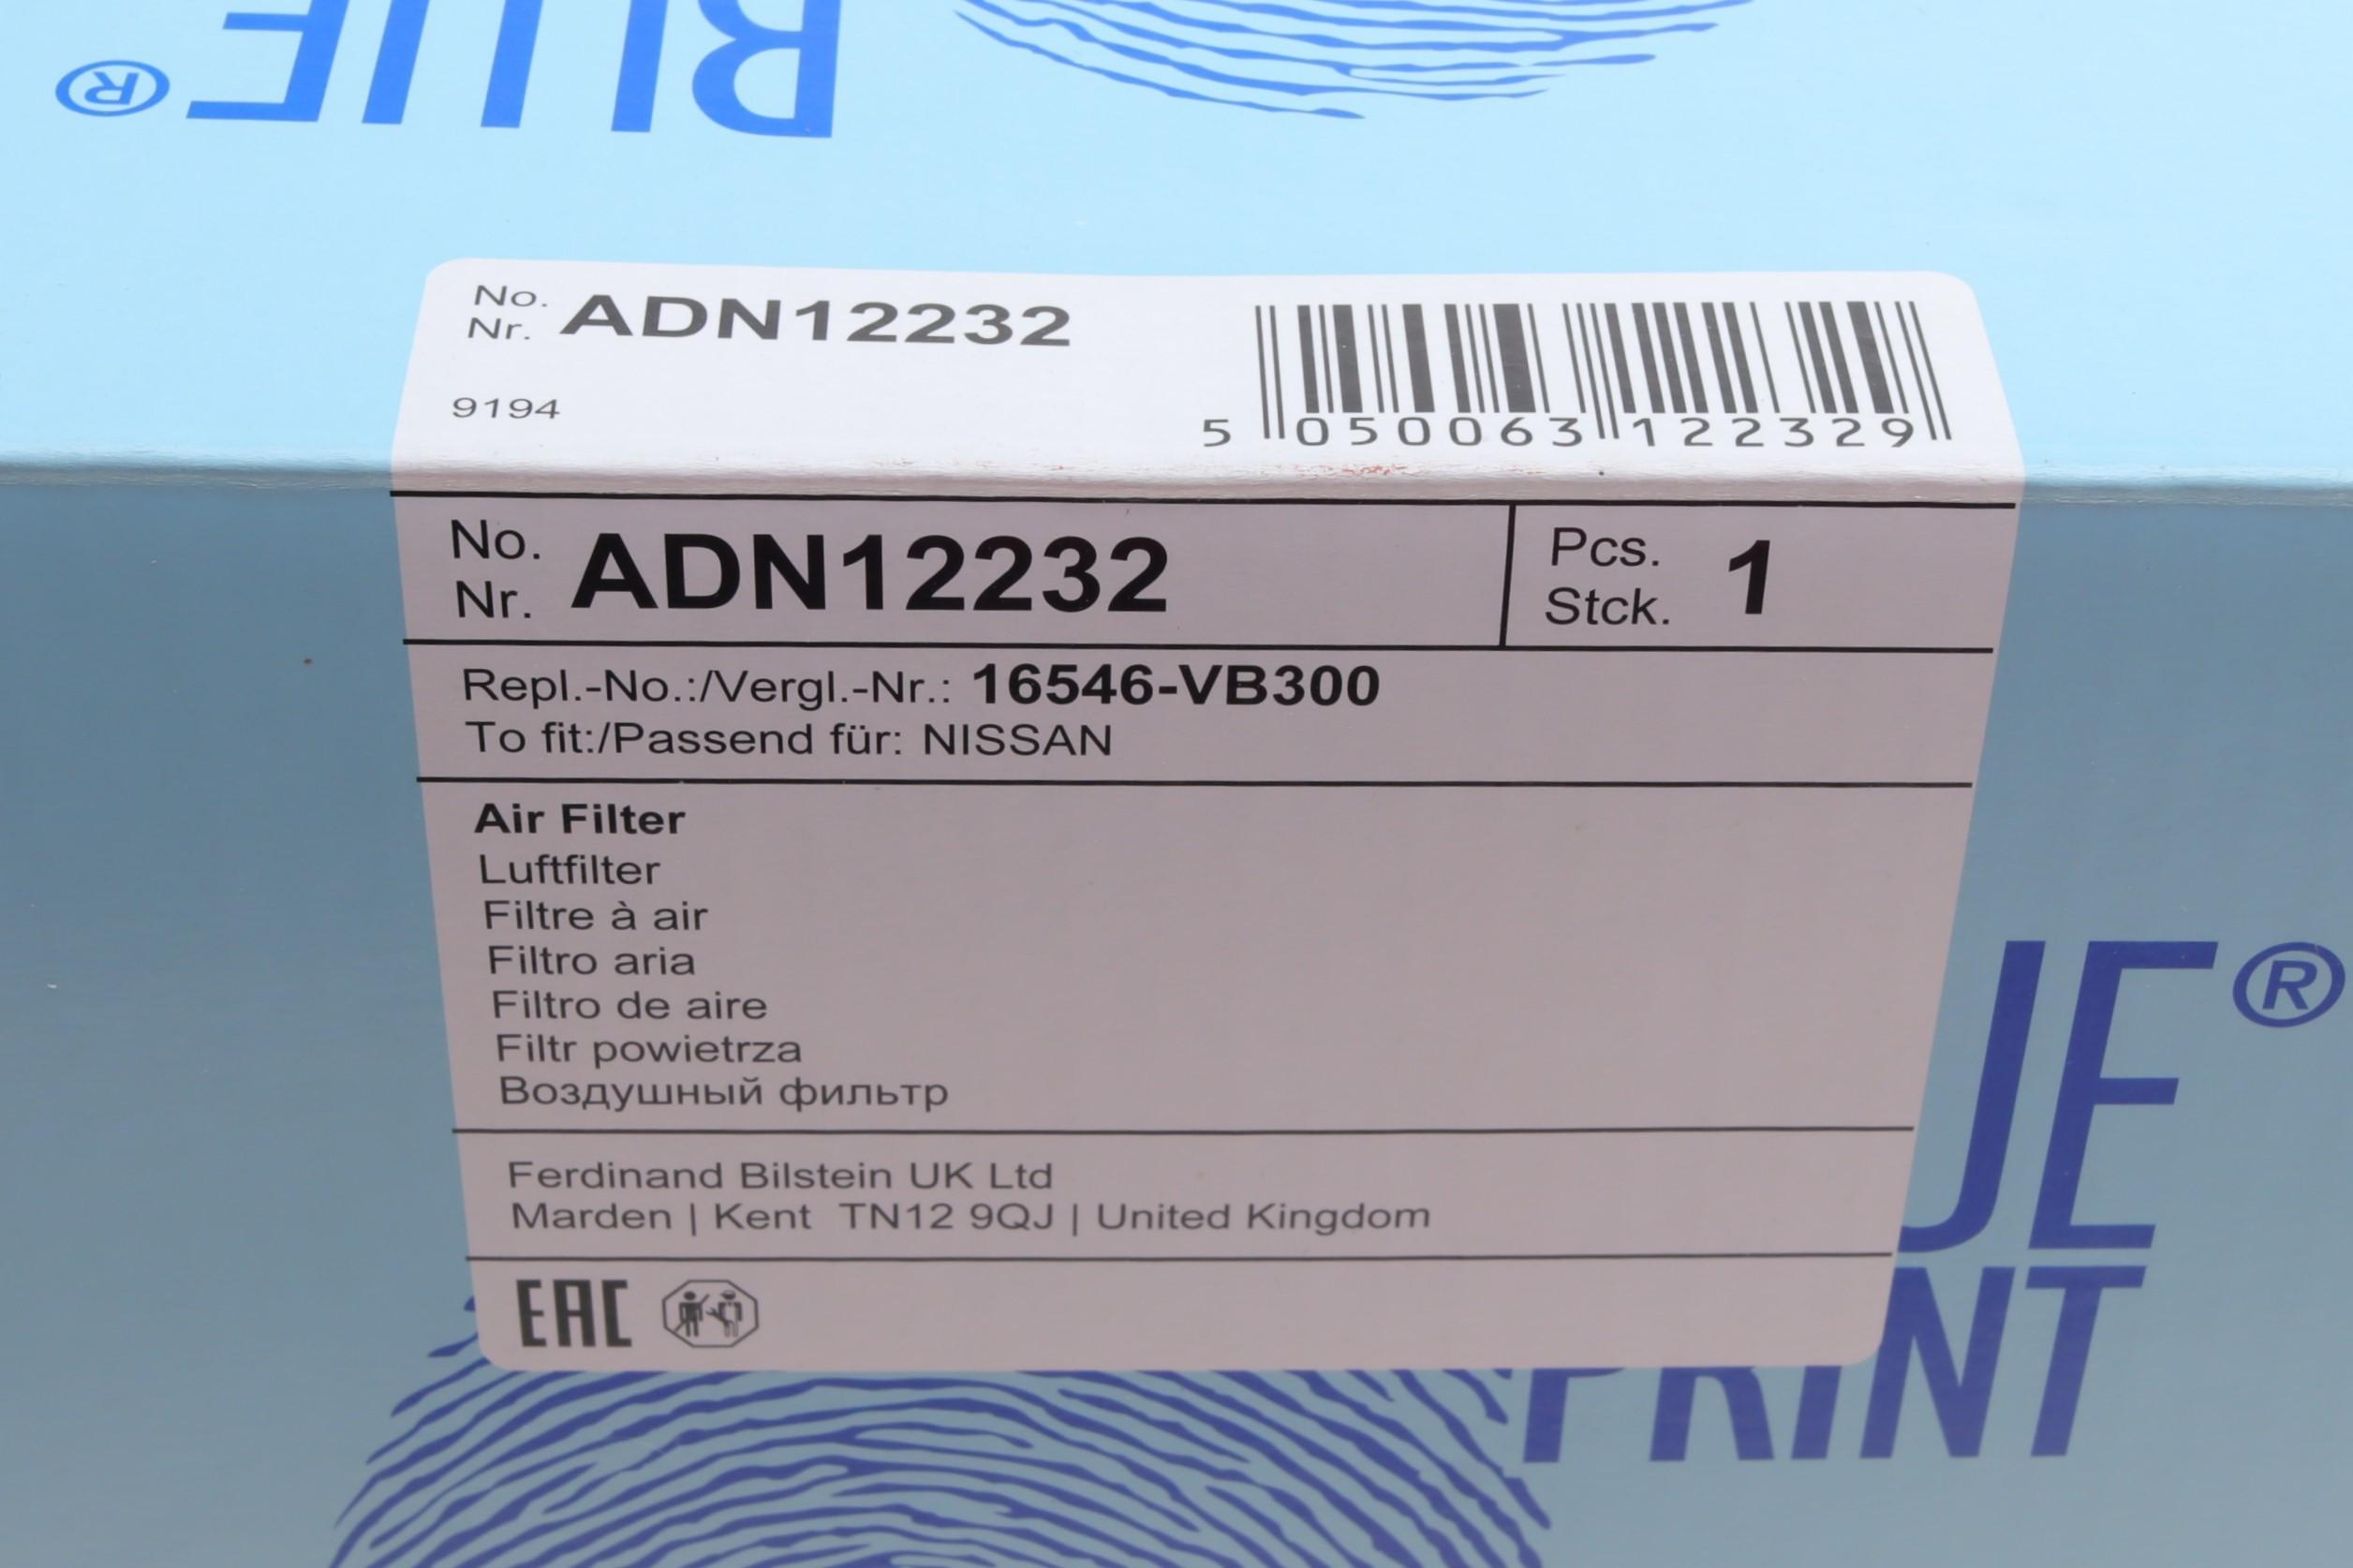 BLUE®
No.
Nr. ADN12232
9194
5 050063 122329
No.
Nr. ADN12232
Pcs.
Stck. 1
Repl.-No.:/Vergl.-Nr.: 16546-VB300
To fit:/Passend für: NISSAN
Air Filter
Luftfilter
Filtre à air
Filtro aria
Filtro de aire
Filtr powietrza
Воздушный фильтр
Ferdinand Bilstein UK Ltd
Marden | Kent TN12 9QJ | United Kingdom
EAC
UE®
PRINT